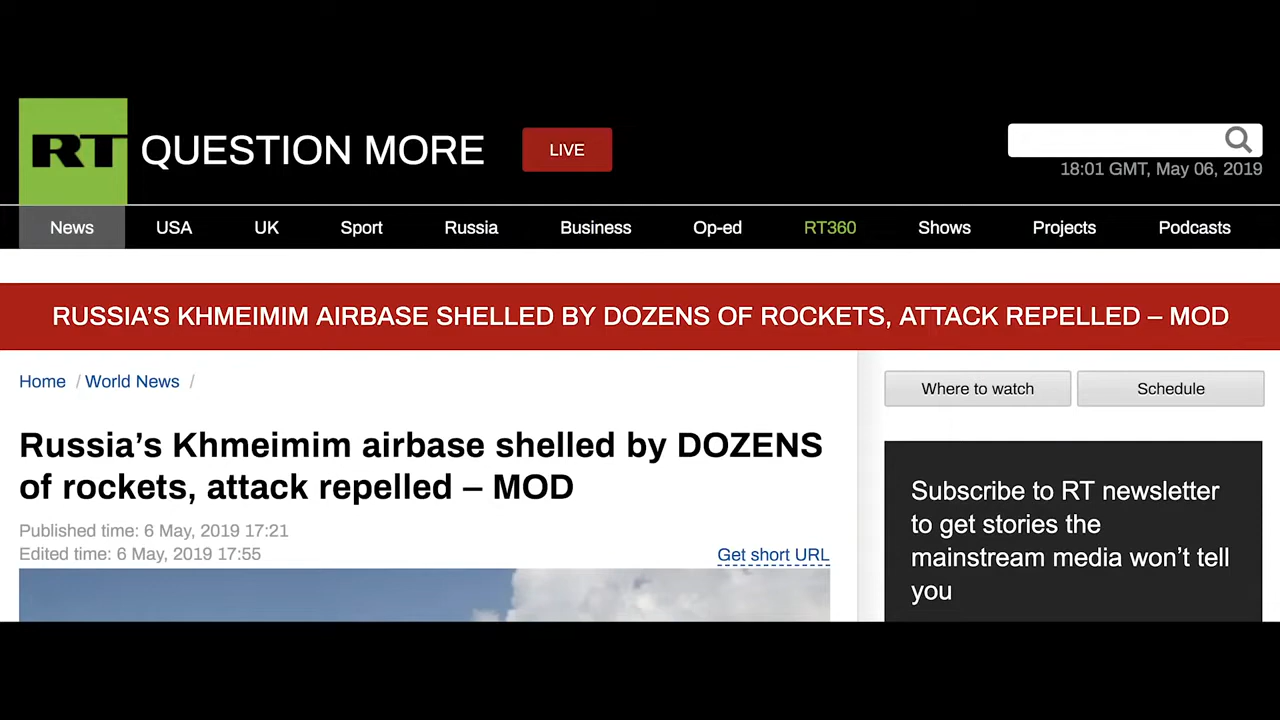 RT QUESTION MORE LIVE
18:01 GMT, May 06, 2019
News USA UK Sport Russia Business Op-ed RT360 Shows Projects Podcasts
RUSSIA’S KHMEIMIM AIRBASE SHELLED BY DOZENS OF ROCKETS, ATTACK REPELLED – MOD
Home / World News /
Russia’s Khmeimim airbase shelled by DOZENS
of rockets, attack repelled – MOD
Published time: 6 May, 2019 17:21
Edited time: 6 May, 2019 17:55
Get short URL
Where to watch Schedule
Subscribe to RT newsletter
to get stories the
mainstream media won’t tell
you